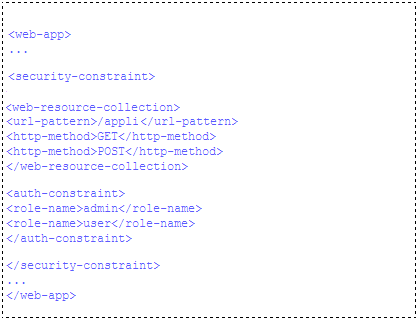 <web-app>
...
<security-constraint>
<web-resource-collection>
<url-pattern>/appli</url-pattern>
<http-method>GET</http-method>
<http-method>POST</http-method>
</web-resource-collection>
<auth-constraint>
<role-name>admin</role-name>
<role-name>user</role-name>
</auth-constraint>
</security-constraint>
...
</web-app>